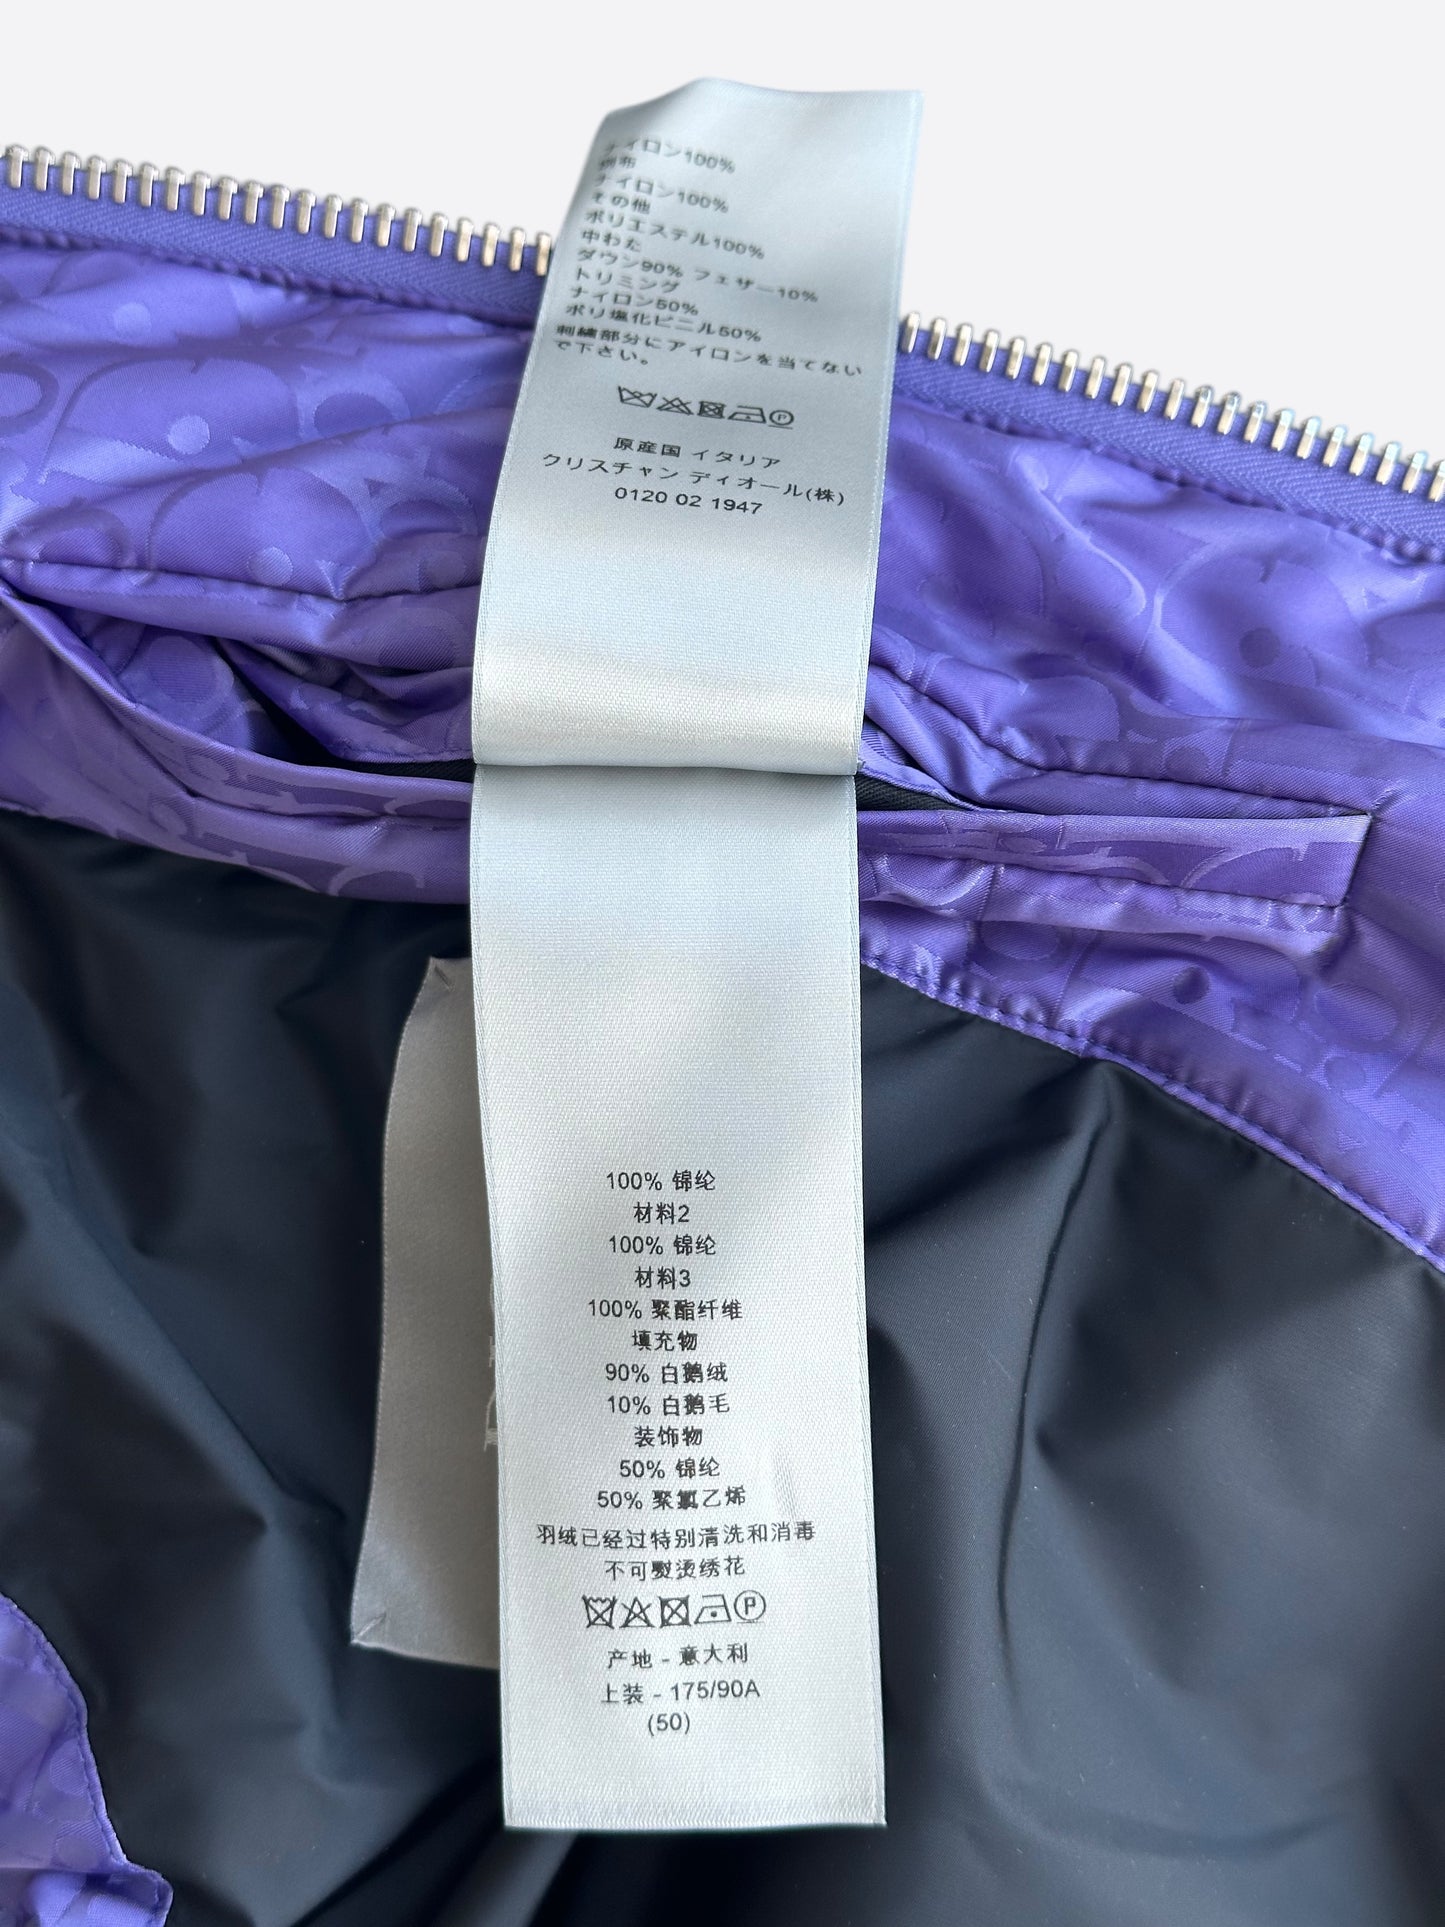 ナイロン100%
別布
ナイロン100%
その他
ポリエステル100%
中わた
ダウン90% フェザー10%
トリミング
ナイロン50%
ポリ塩化ビニル50%
刺繍部分にアイロンを当てない
で下さい。
P
原産国 イタリア
クリスチャン ディオール(株)
0120 02 1947
100% 锦纶
材料2
100% 锦纶
材料3
100% 聚酯纤维
填充物
90% 白鹅绒
10% 白鹅毛
装饰物
50% 锦纶
50% 聚氯乙烯
羽绒已经过特别清洗和消毒
不可熨烫绣花
P
产地 - 意大利
上装 - 175/90A
(50)